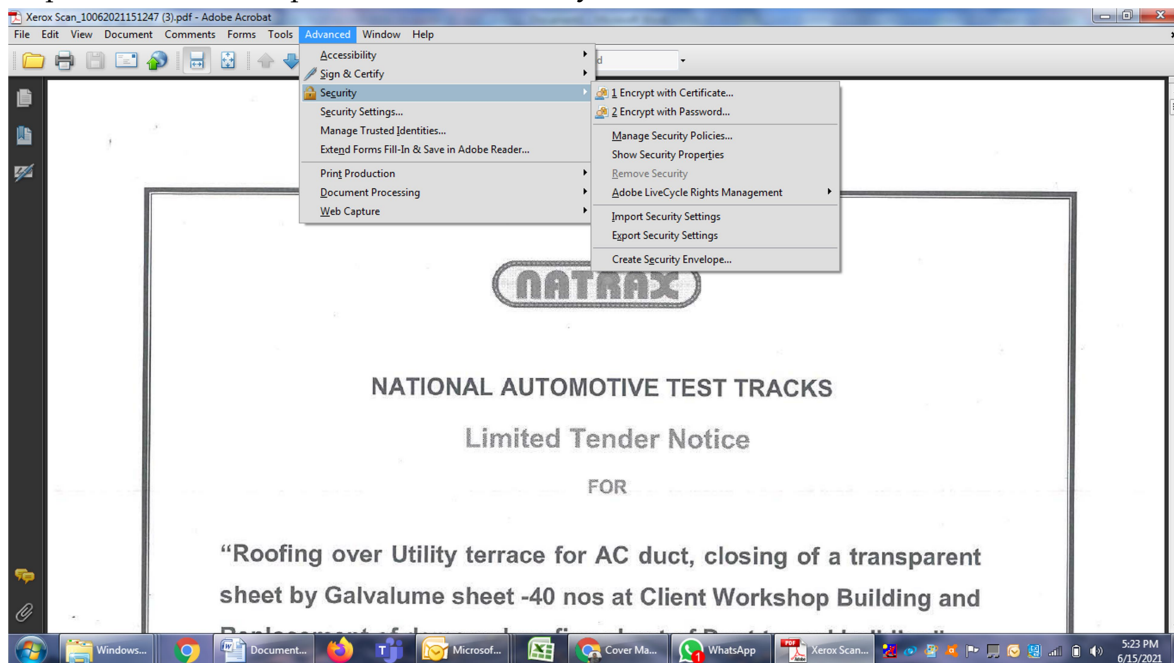 Xerox Scan_10062021151247 (3).pdf - Adobe Acrobat
File Edit View Document Comments Forms Tools Advanced Window Help
Accessibility
Sign & Certify
Security
Security Settings...
Manage Trusted Identities...
Extend Forms Fill-In & Save in Adobe Reader...
Print Production
Document Processing
Web Capture
1 Encrypt with Certificate...
2 Encrypt with Password...
Manage Security Policies...
Show Security Properties
Remove Security
Adobe LiveCycle Rights Management
Import Security Settings
Export Security Settings
Create Security Envelope...
NATRAX
NATIONAL AUTOMOTIVE TEST TRACKS
Limited Tender Notice
FOR
“Roofing over Utility terrace for AC duct, closing of a transparent
sheet by Galvalume sheet -40 nos at Client Workshop Building and
Windows... Document... Microsof... Cover Ma... WhatsApp Xerox Scan...
5:23 PM
6/15/2021